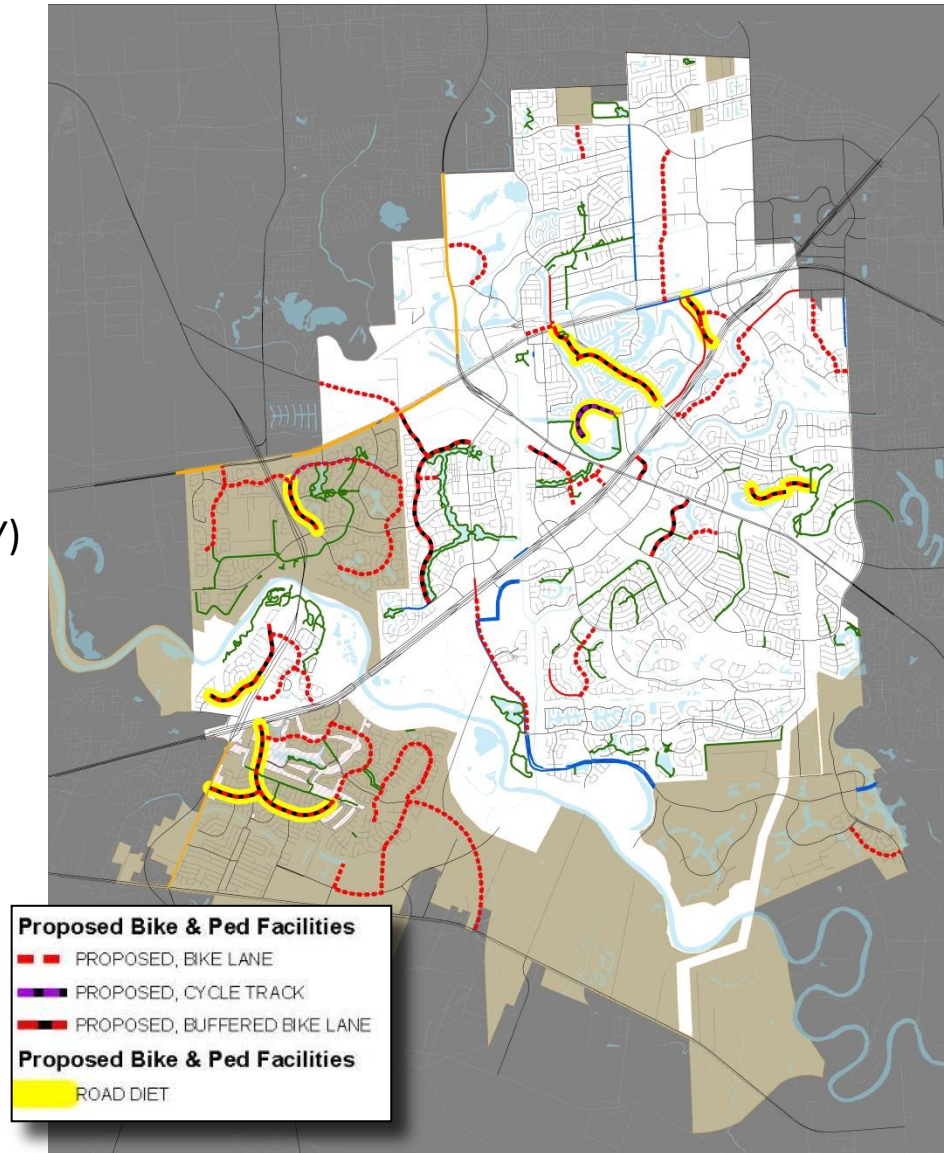 Y)
Proposed Bike & Ped Facilities
PROPOSED, BIKE LANE
PROPOSED, CYCLE TRACK
PROPOSED, BUFFERED BIKE LANE
Proposed Bike & Ped Facilities
ROAD DIET